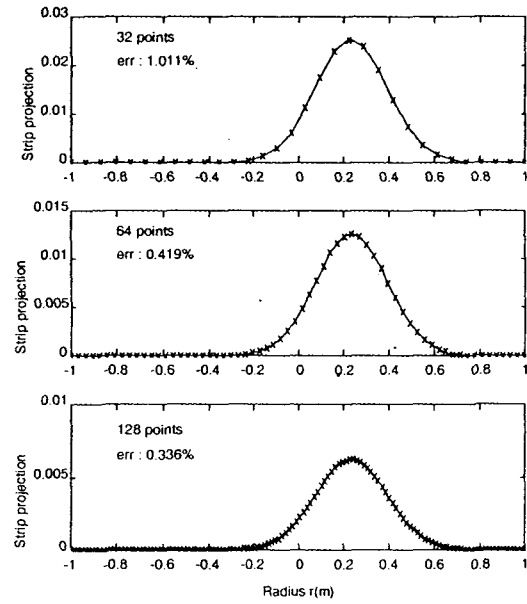 0.03
32 points
err : 1.011%
0.02
0.01
0
Strip projection
-1 -0.8 -0.6 -0.4 -0.2 0 0.2 0.4 0.6 0.8 1
0.015
64 points
err : 0.419%
0.01
0.005
0
Strip projection
-1 -0.8 -0.6 -0.4 -0.2 0 0.2 0.4 0.6 0.8 1
0.01
128 points
err : 0.336%
0.005
0
Strip projection
-1 -0.8 -0.6 -0.4 -0.2 0 0.2 0.4 0.6 0.8 1
Radius r(m)